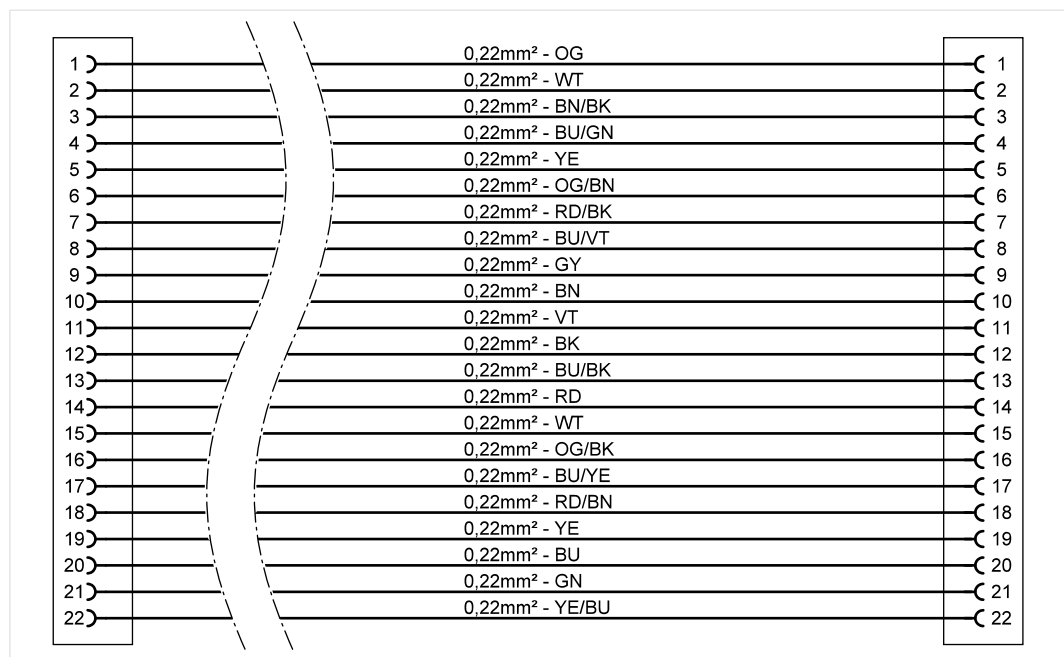 0,22mm² - OG
1 1
0,22mm² - WT
2 2
0,22mm² - BN/BK
3 3
0,22mm² - BU/GN
4 4
0,22mm² - YE
5 5
0,22mm² - OG/BN
6 6
0,22mm² - RD/BK
7 7
0,22mm² - BU/VT
8 8
0,22mm² - GY
9 9
0,22mm² - BN
10 10
0,22mm² - VT
11 11
0,22mm² - BK
12 12
0,22mm² - BU/BK
13 13
0,22mm² - RD
14 14
0,22mm² - WT
15 15
0,22mm² - OG/BK
16 16
0,22mm² - BU/YE
17 17
0,22mm² - RD/BN
18 18
0,22mm² - YE
19 19
0,22mm² - BU
20 20
0,22mm² - GN
21 21
0,22mm² - YE/BU
22 22